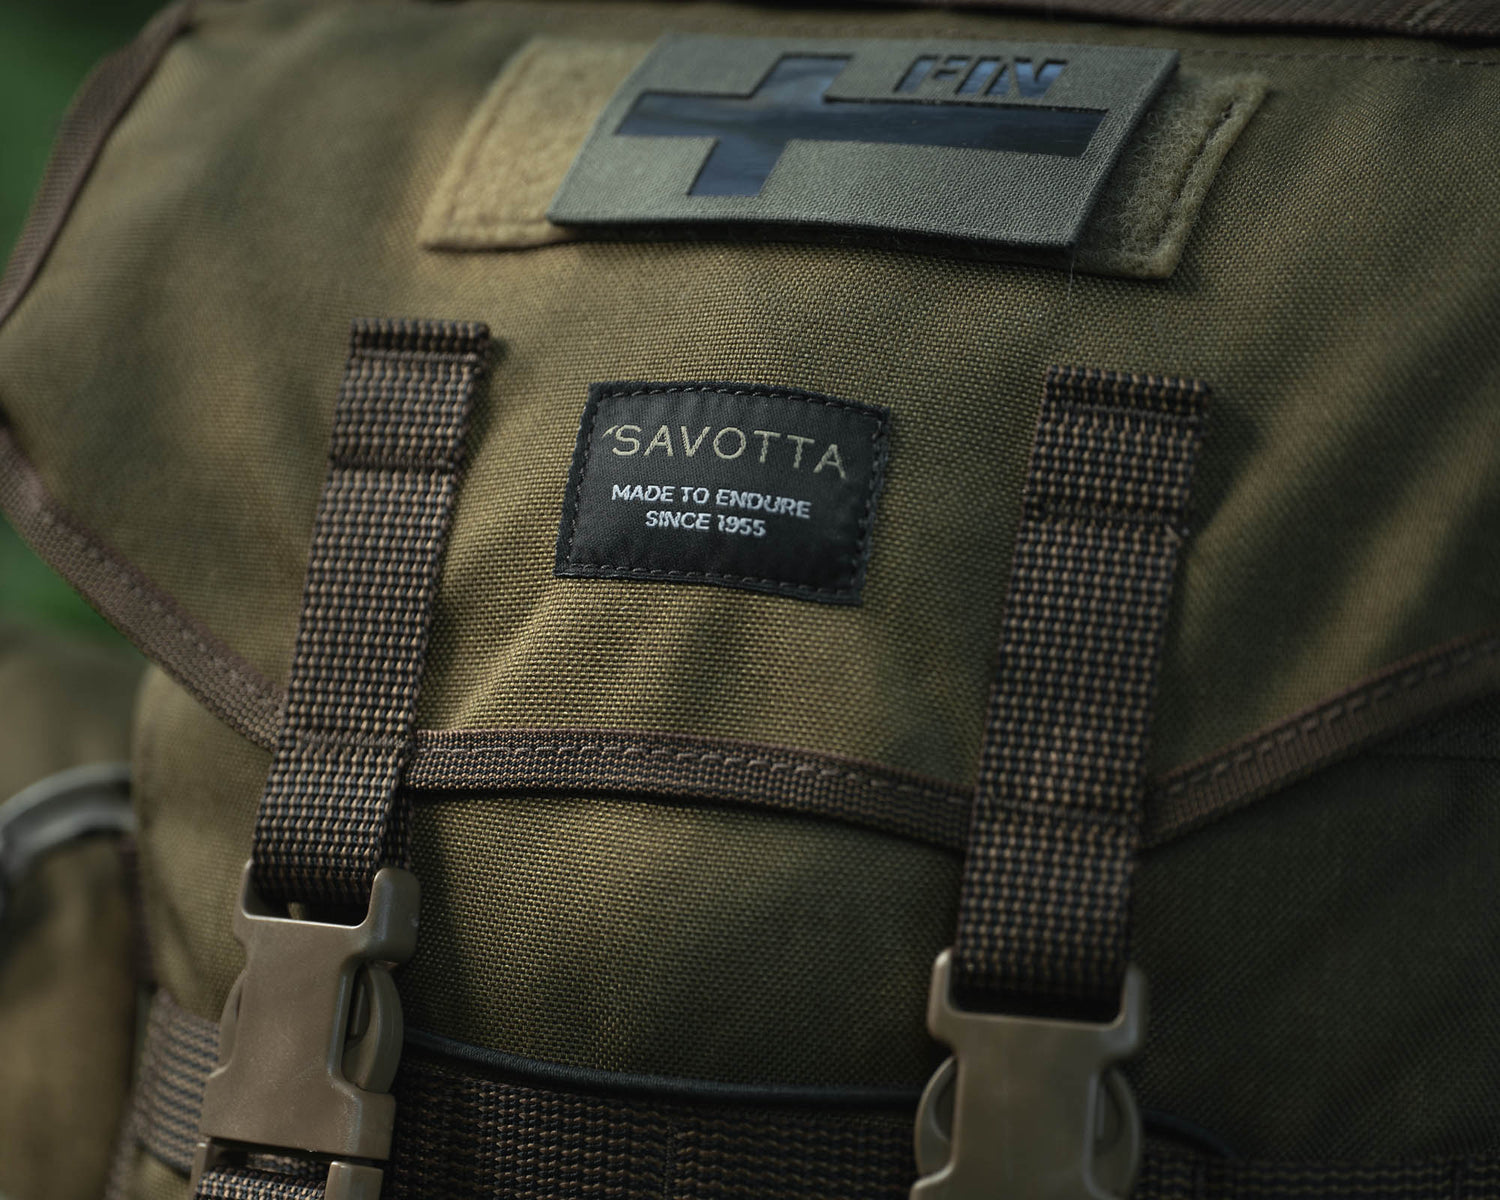 FIN
SAVOTTA
MADE TO ENDURE
SINCE 1955